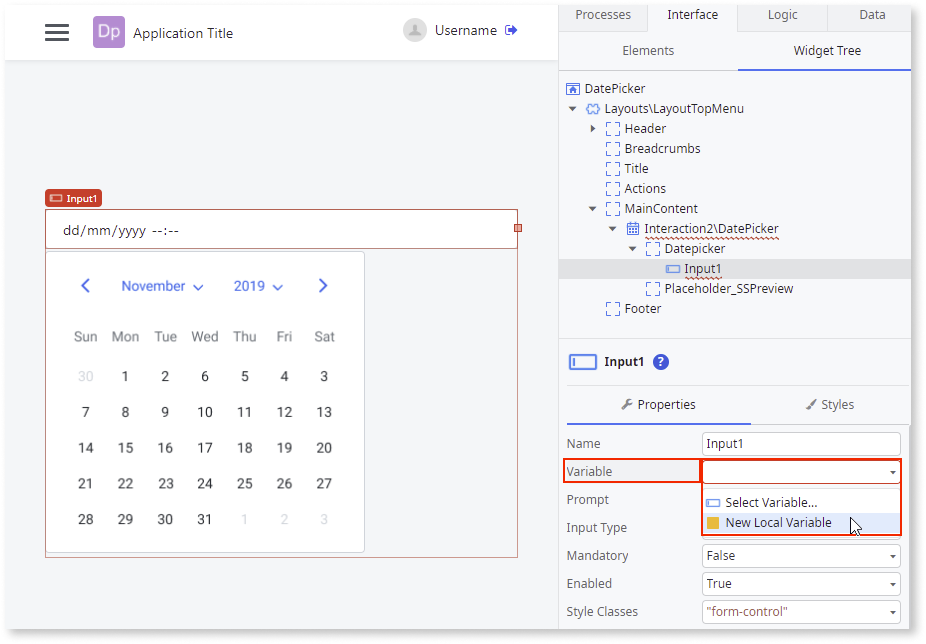 Dp Application Title
Username
Input1
dd/mm/yyyy --:--
November 2019
Sun Mon Tue Wed Thu Fri Sat
30 1 2 6 5 4 3
7 8 9 10 11 12 13
14 15 16 17 18 19 20
21 22 23 24 25 26 27
28 29 30 31 1 2 3
Processes Interface Logic Data
Elements Widget Tree
DatePicker
Layouts\LayoutTopMenu
Header
Breadcrumbs
Title
Actions
MainContent
Interaction2\DatePicker
Datepicker
Input1
Placeholder_SSPreview
Footer
Input1 ?
Properties Styles
Name Input1
Variable
Select Variable...
New Local Variable
Prompt
Input Type
Mandatory False
Enabled True
Style Classes "form-control"